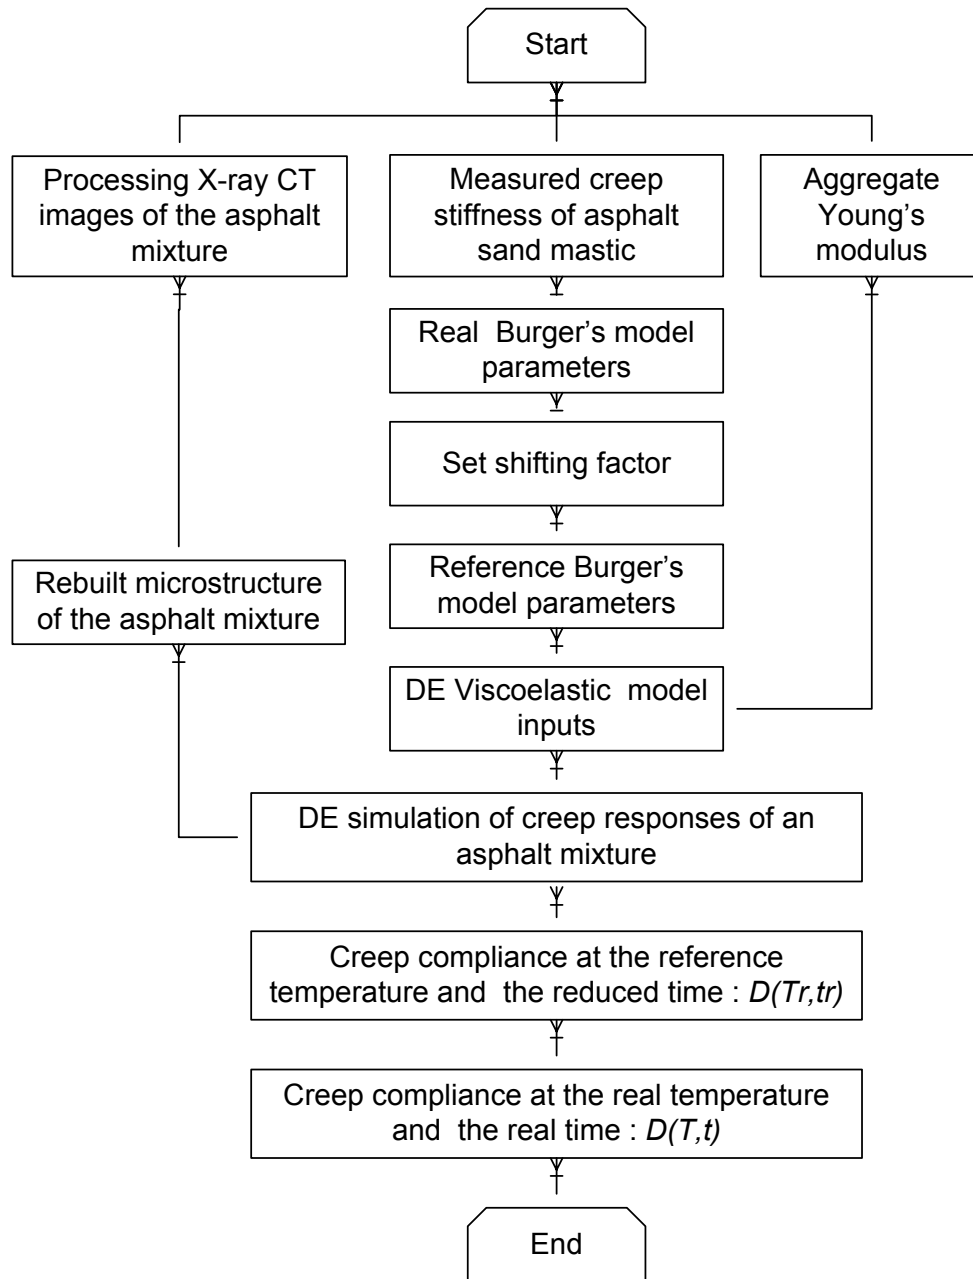 Start
Processing X-ray CT
images of the asphalt
mixture
Measured creep
stiffness of asphalt
sand mastic
Aggregate
Young’s
modulus
Real Burger’s model
parameters
Set shifting factor
Rebuilt microstructure
of the asphalt mixture
Reference Burger’s
model parameters
DE Viscoelastic model
inputs
DE simulation of creep responses of an
asphalt mixture
Creep compliance at the reference
temperature and the reduced time : D(Tr,tr)
Creep compliance at the real temperature
and the real time : D(T,t)
End